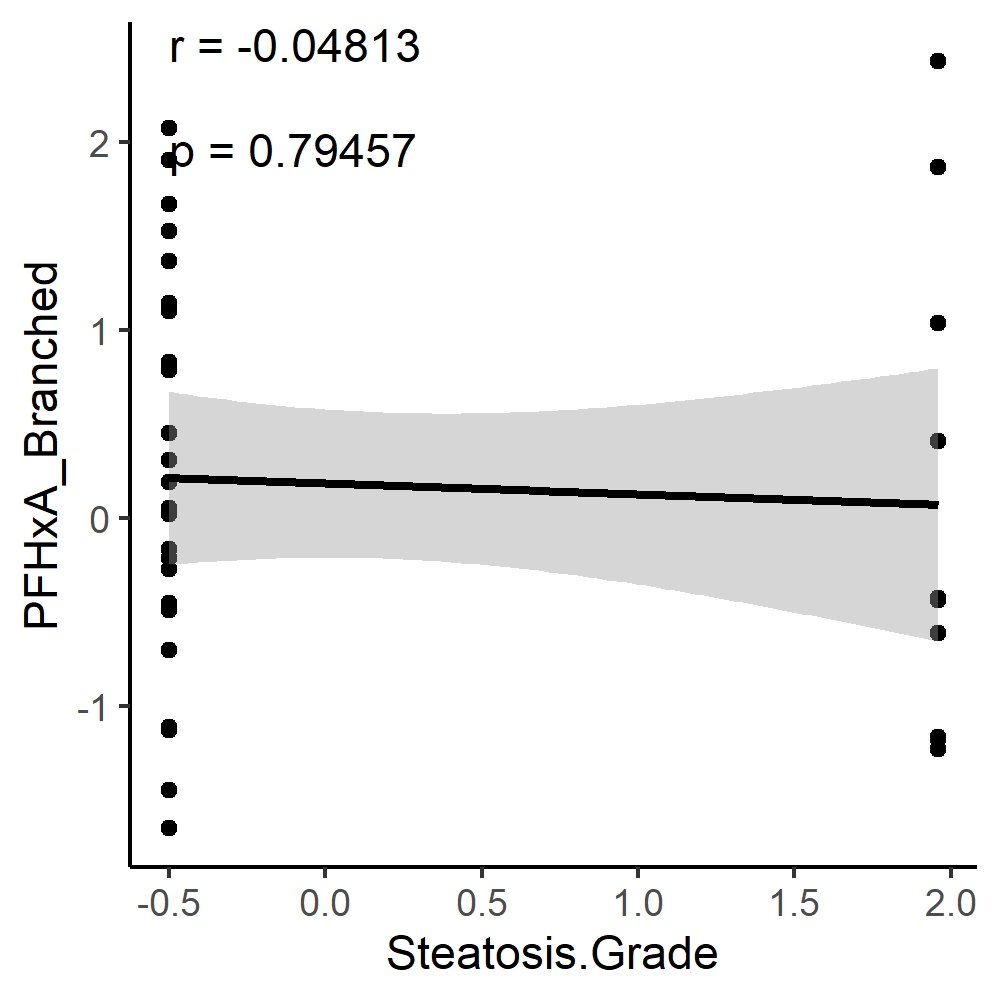 r = -0.04813
p = 0.79457
2
1
0
-1
PFHxA_Branched
-0.5 0.0 0.5 1.0 1.5 2.0
Steatosis.Grade